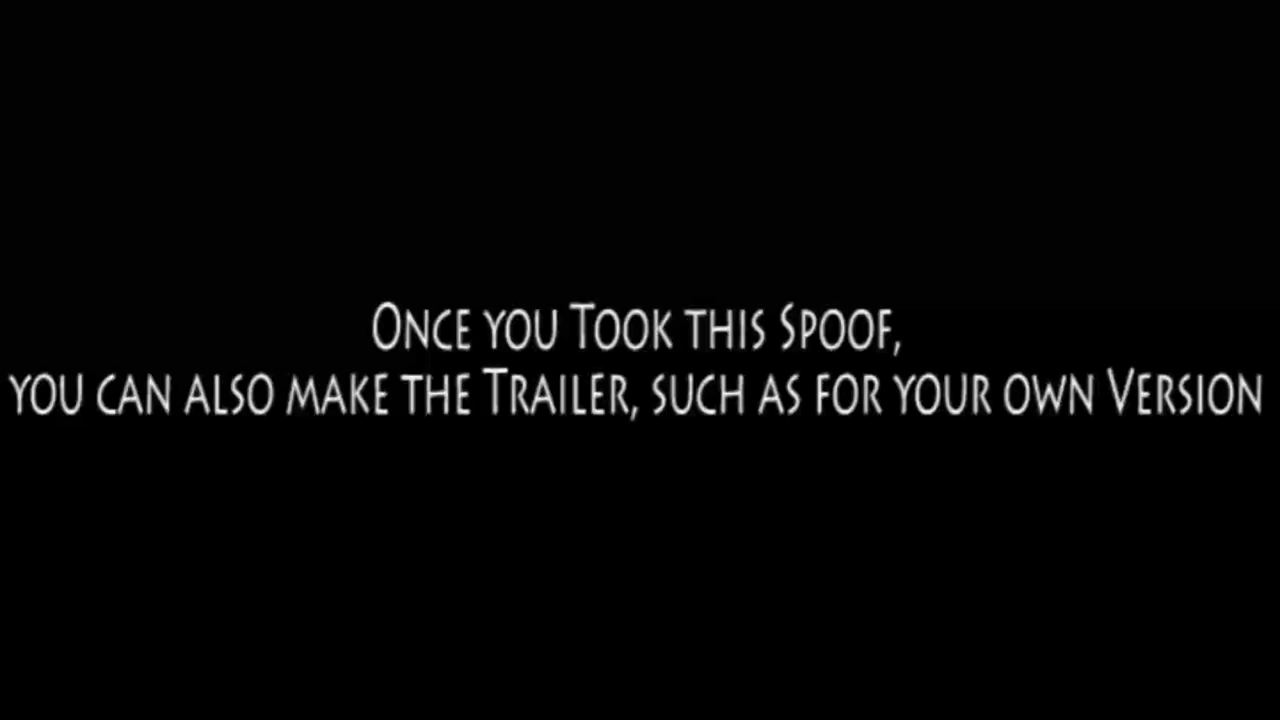 Once you Took this Spoof,
you can also make the Trailer, such as for your own Version